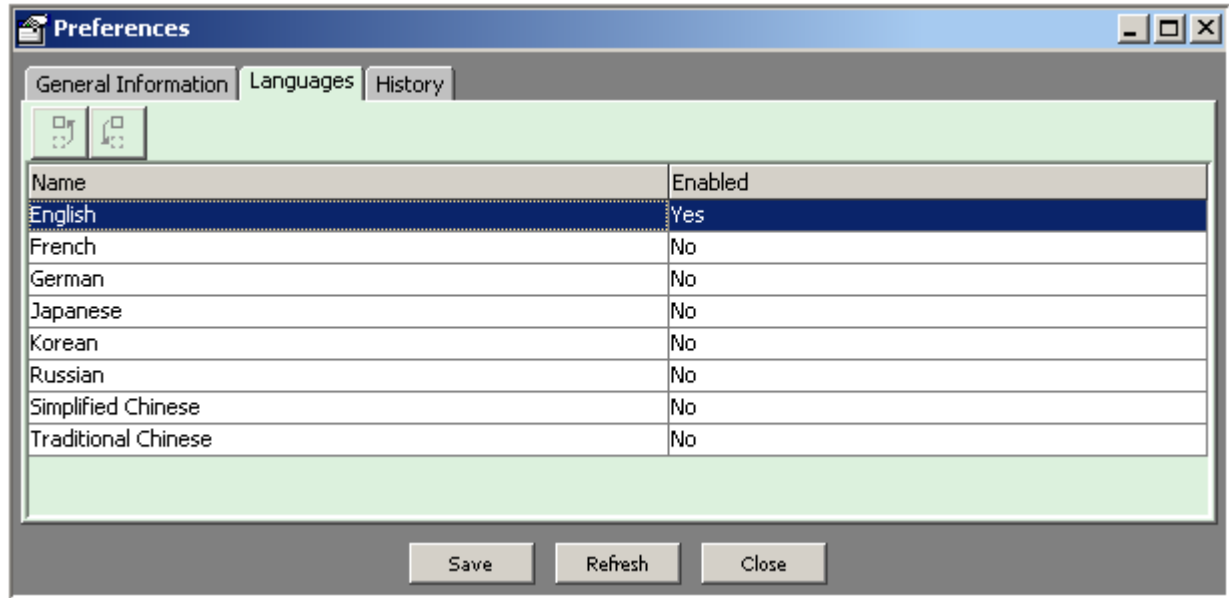 Preferences
General Information Languages History
Name Enabled
English Yes
French No
German No
Japanese No
Korean No
Russian No
Simplified Chinese No
Traditional Chinese No
Save Refresh Close